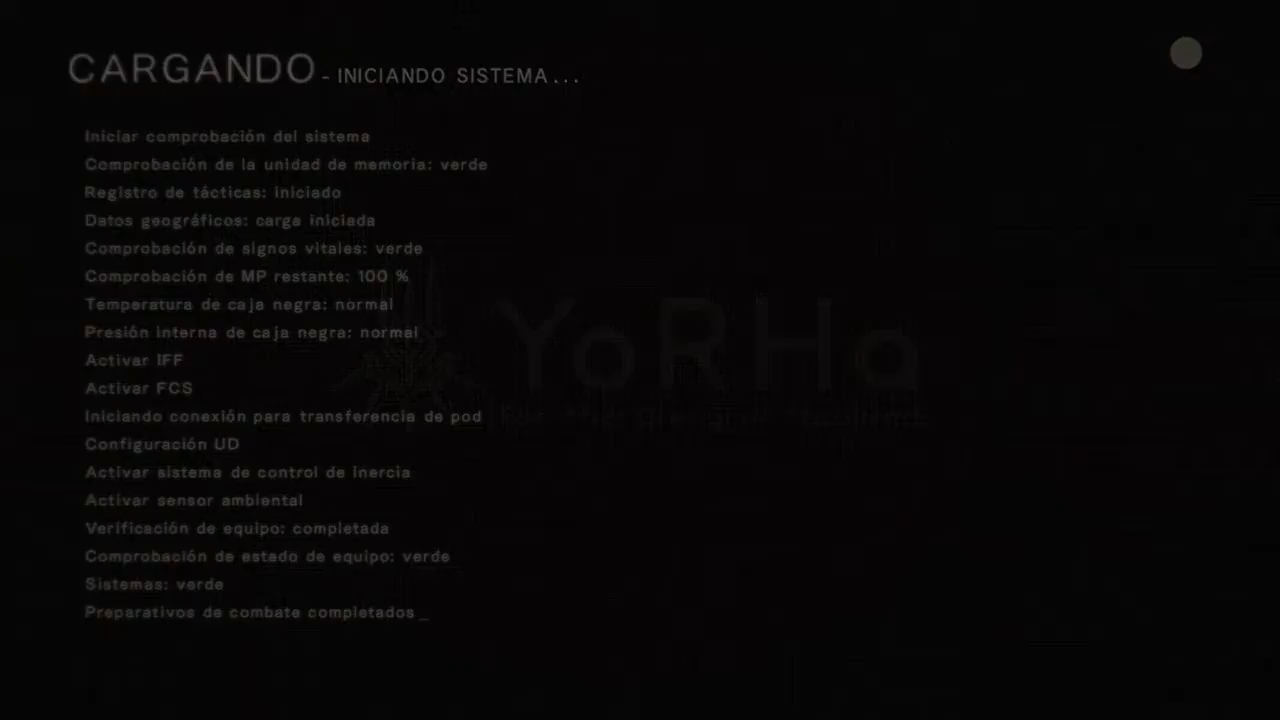 CARGANDO - INICIANDO SISTEMA...
Iniciar comprobación del sistema
Comprobación de la unidad de memoria: verde
Registro de tácticas: iniciado
Datos geográficos: carga iniciada
Comprobación de signos vitales: verde
Comprobación de MP restante: 100 %
Temperatura de caja negra: normal
Presión interna de caja negra: normal
YoRHa
Activar IFF
Activar FCS
Iniciando conexión para transferencia de pod
Configuración UD
Activar sistema de control de inercia
Activar sensor ambiental
Verificación de equipo: completada
Comprobación de estado de equipo: verde
Sistemas: verde
Preparativos de combate completados _